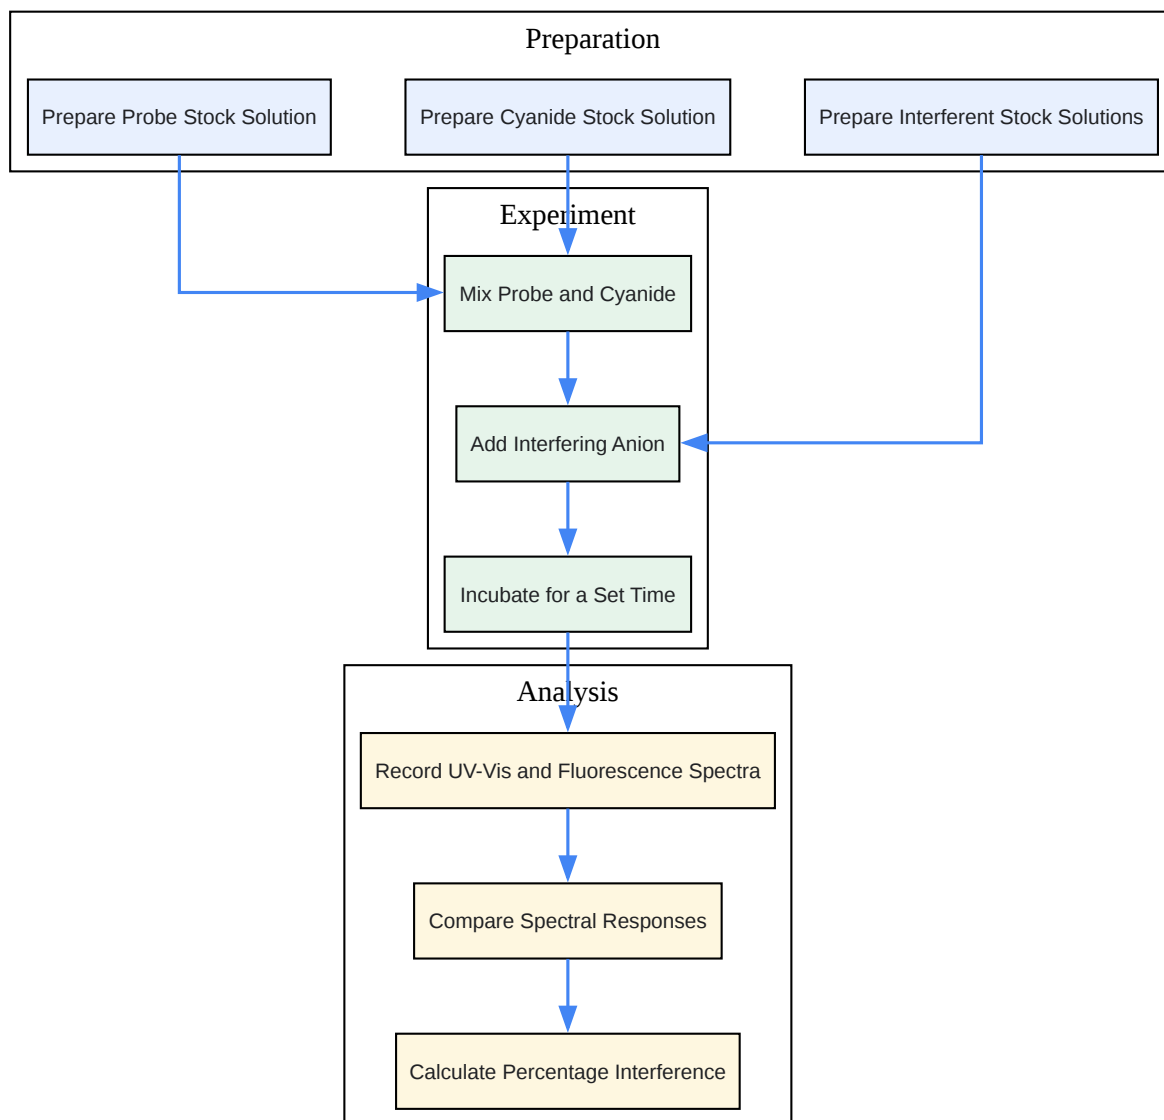 Preparation
Prepare Probe Stock Solution
Prepare Cyanide Stock Solution
Prepare Interferent Stock Solutions
Experiment
Mix Probe and Cyanide
Add Interfering Anion
Incubate for a Set Time
Analysis
Record UV-Vis and Fluorescence Spectra
Compare Spectral Responses
Calculate Percentage Interference